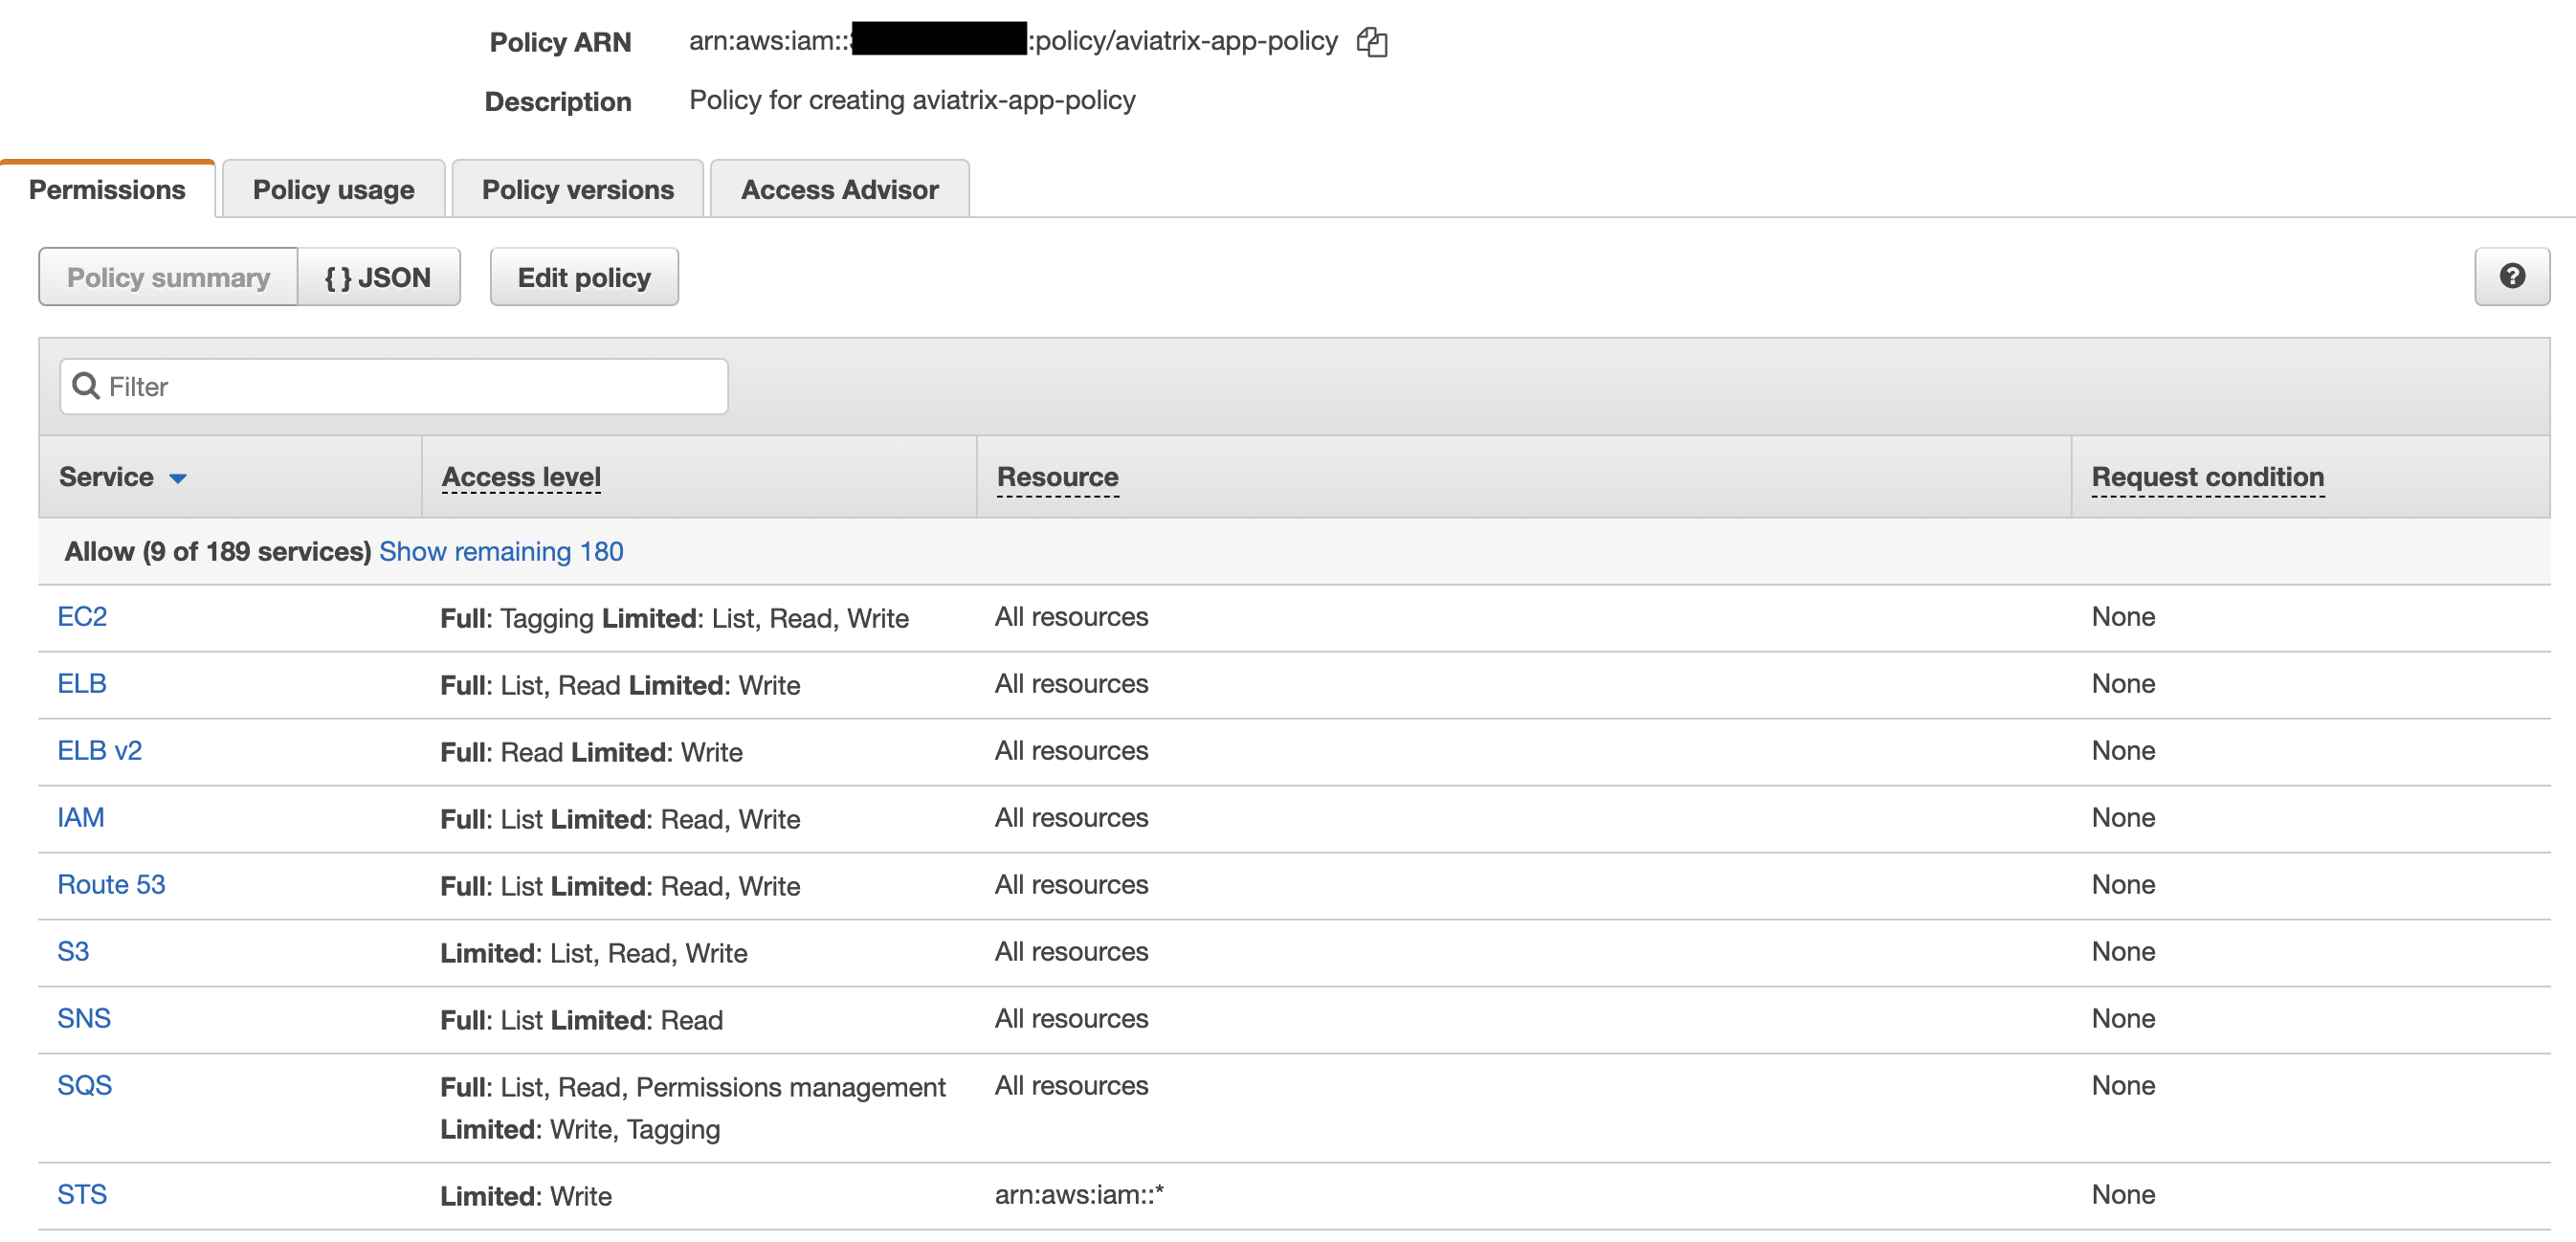 Policy ARN arn:aws:iam:: :policy/aviatrix-app-policy
Description Policy for creating aviatrix-app-policy
Permissions Policy usage Policy versions Access Advisor
Policy summary { } JSON Edit policy ?
Filter
Service Access level Resource Request condition
Allow (9 of 189 services) Show remaining 180
EC2 Full: Tagging Limited: List, Read, Write All resources None
ELB Full: List, Read Limited: Write All resources None
ELB v2 Full: Read Limited: Write All resources None
IAM Full: List Limited: Read, Write All resources None
Route 53 Full: List Limited: Read, Write All resources None
S3 Limited: List, Read, Write All resources None
SNS Full: List Limited: Read All resources None
SQS Full: List, Read, Permissions management All resources None
Limited: Write, Tagging
STS Limited: Write arn:aws:iam::* None